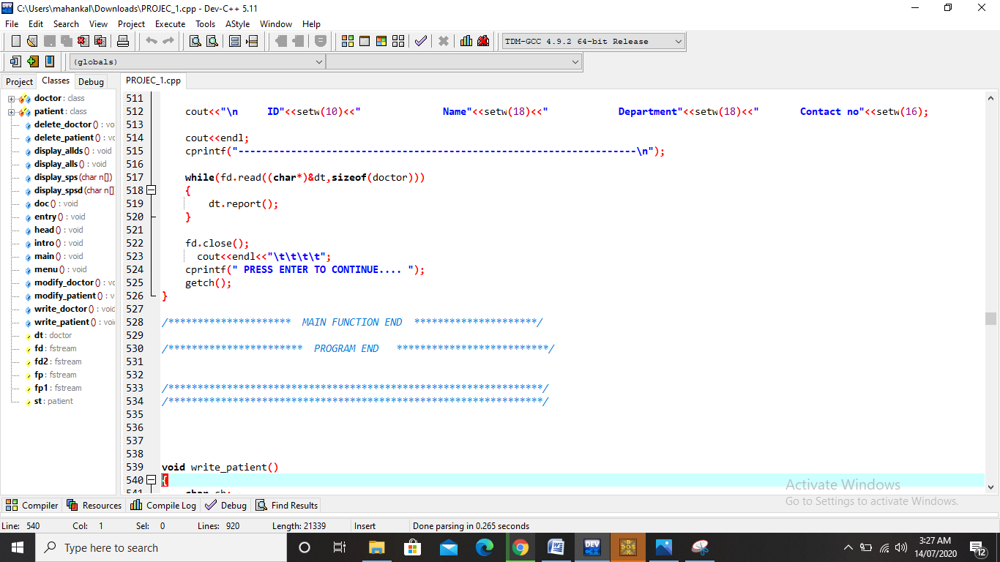 C:\Users\mahankal\Downloads\PROJEC_1.cpp - Dev-C++ 5.11
File Edit Search View Project Execute Tools AStyle Window Help
TDM-GCC 4.9.2 64-bit Release
(globals)
Project Classes Debug
PROJEC_1.cpp
doctor : class
patient : class
delete_doctor () : vo
delete_patient () : vo
display_allds () : void
display_alls () : void
display_sps (char n[])
display_spsd (char n[]
doc () : void
entry () : void
head () : void
intro () : void
main () : void
menu () : void
modify_doctor () : vo
modify_patient () : v
write_doctor () : void
write_patient () : voi
dt : doctor
fd : fstream
fd2 : fstream
fp : fstream
fp1 : fstream
st : patient
511
512 cout<<"\n ID"<<setw(10)<<" Name"<<setw(18)<<" Department"<<setw(18)<<" Contact no"<<setw(16);
513
514 cout<<endl;
515 cprintf("--------------------------------------------------------------------\n");
516
517 while(fd.read((char*)&dt,sizeof(doctor)))
518 {
519 dt.report();
520 }
521
522 fd.close();
523 cout<<endl<<"\t\t\t\t";
524 cprintf(" PRESS ENTER TO CONTINUE.... ");
525 getch();
526 }
527
528 /********************* MAIN FUNCTION END *********************/
529
530 /*********************** PROGRAM END **************************/
531
532
533 /****************************************************************/
534 /****************************************************************/
535
536
537
538
539 void write_patient()
540 {
541 char ch;
Compiler Resources Compile Log Debug Find Results
Line: 540 Col: 1 Sel: 0 Lines: 920 Length: 21339 Insert Done parsing in 0.265 seconds
Activate Windows
Go to Settings to activate Windows.
Type here to search
DEV
DOS
3:27 AM
14/07/2020
12